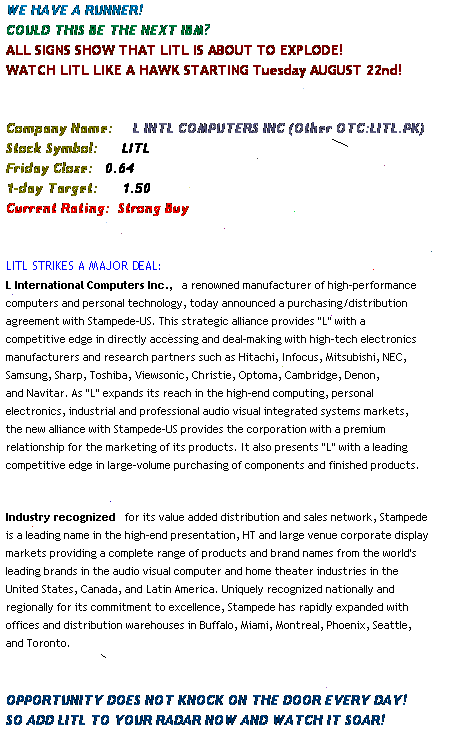 WE HAVE A RUNNER!
COULD THIS BE THE NEXT IBM?
ALL SIGNS SHOW THAT LITL IS ABOUT TO EXPLODE!
WATCH LITL LIKE A HAWK STARTING Tuesday AUGUST 22nd!
Company Name: L INTL COMPUTERS INC (Other OTC:LITL.PK)
Stock Symbol: LITL
Friday Close: 0.64
1-day Target: 1.50
Current Rating: Strong Buy
LITL STRIKES A MAJOR DEAL:
L International Computers Inc., a renowned manufacturer of high-performance
computers and personal technology, today announced a purchasing/distribution
agreement with Stampede-US. This strategic alliance provides "L" with a
competitive edge in directly accessing and deal-making with high-tech electronics
manufacturers and research partners such as Hitachi, Infocus, Mitsubishi, NEC,
Samsung, Sharp, Toshiba, Viewsonic, Christie, Optoma, Cambridge, Denon,
and Navitar. As "L" expands its reach in the high-end computing, personal
electronics, industrial and professional audio visual integrated systems markets,
the new alliance with Stampede-US provides the corporation with a premium
relationship for the marketing of its products. It also presents "L" with a leading
competitive edge in large-volume purchasing of components and finished products.
Industry recognized for its value added distribution and sales network, Stampede
is a leading name in the high-end presentation, HT and large venue corporate display
markets providing a complete range of products and brand names from the world's
leading brands in the audio visual computer and home theater industries in the
United States, Canada, and Latin America. Uniquely recognized nationally and
regionally for its commitment to excellence, Stampede has rapidly expanded with
offices and distribution warehouses in Buffalo, Miami, Montreal, Phoenix, Seattle,
and Toronto.
OPPORTUNITY DOES NOT KNOCK ON THE DOOR EVERY DAY!
SO ADD LITL TO YOUR RADAR NOW AND WATCH IT SOAR!